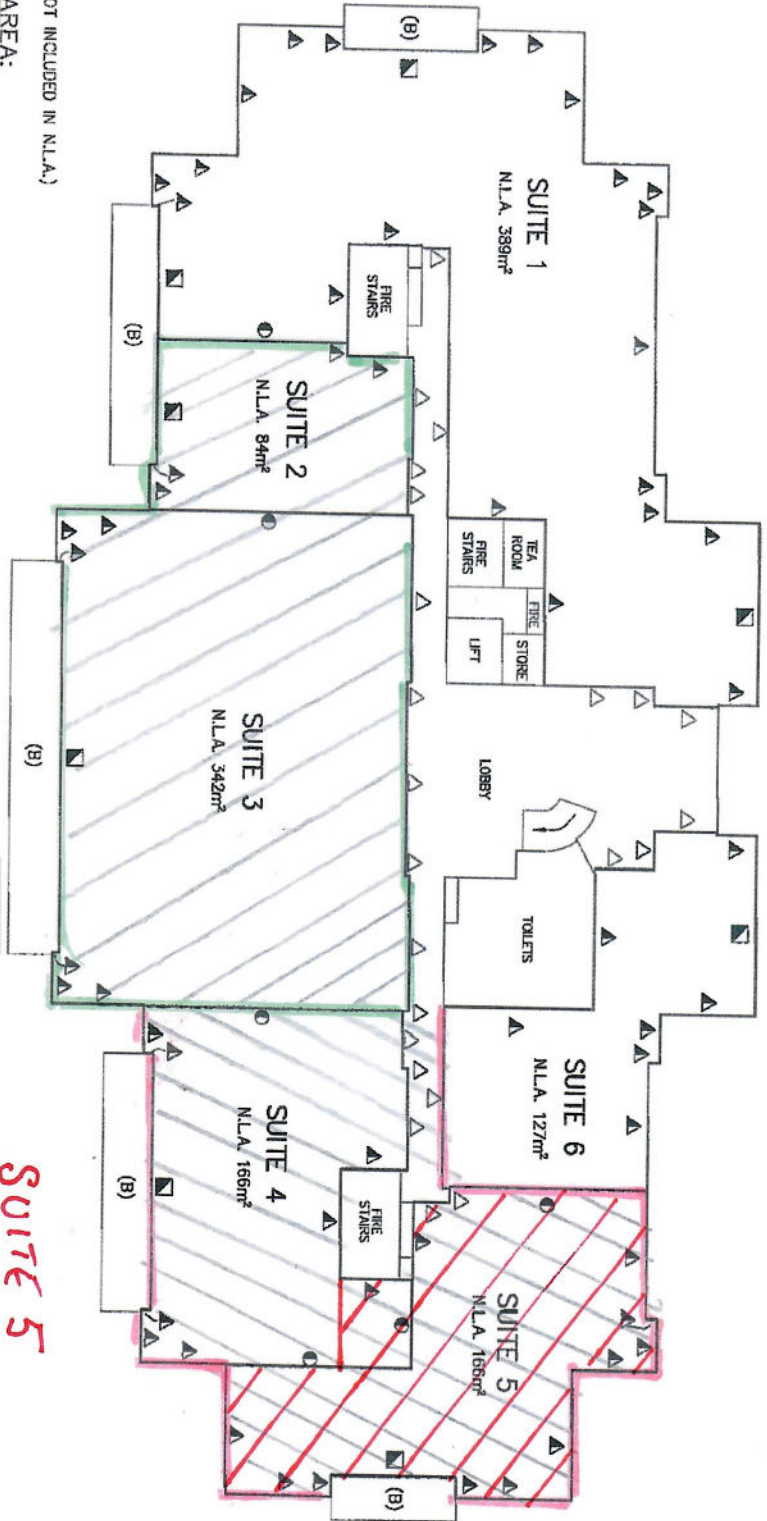 (B)
SUITE 1
N.L.A. 389m²
FIRE
STAIRS
(B)
SUITE 2
N.L.A. 84m²
TEA
ROOM
FIRE
STAIRS
FIRE
STORE
LIFT
LOBBY
SUITE 3
N.L.A. 342m²
(B)
TOILETS
SUITE 6
N.L.A. 127m²
SUITE 4
N.L.A. 166m²
FIRE
STAIRS
(B)
SUITE 5
N.L.A. 166m²
(B)
OT INCLUDED IN N.L.A.)
AREA:
SUITE 5